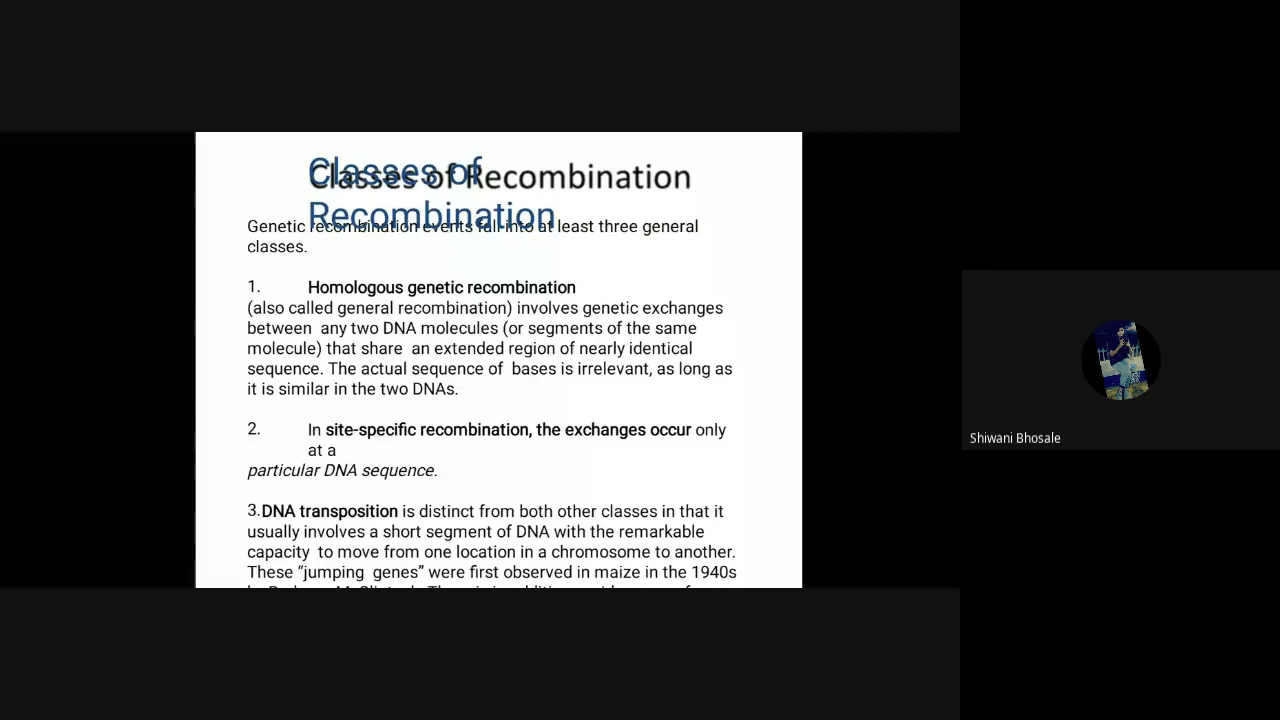 Classes of Recombination
Classes of
Recombination
Genetic recombination events fall into at least three general
classes.
1. Homologous genetic recombination
(also called general recombination) involves genetic exchanges
between any two DNA molecules (or segments of the same
molecule) that share an extended region of nearly identical
sequence. The actual sequence of bases is irrelevant, as long as
it is similar in the two DNAs.
2. In site-specific recombination, the exchanges occur only
at a
particular DNA sequence.
3.DNA transposition is distinct from both other classes in that it
usually involves a short segment of DNA with the remarkable
capacity to move from one location in a chromosome to another.
These “jumping genes” were first observed in maize in the 1940s
Shiwani Bhosale